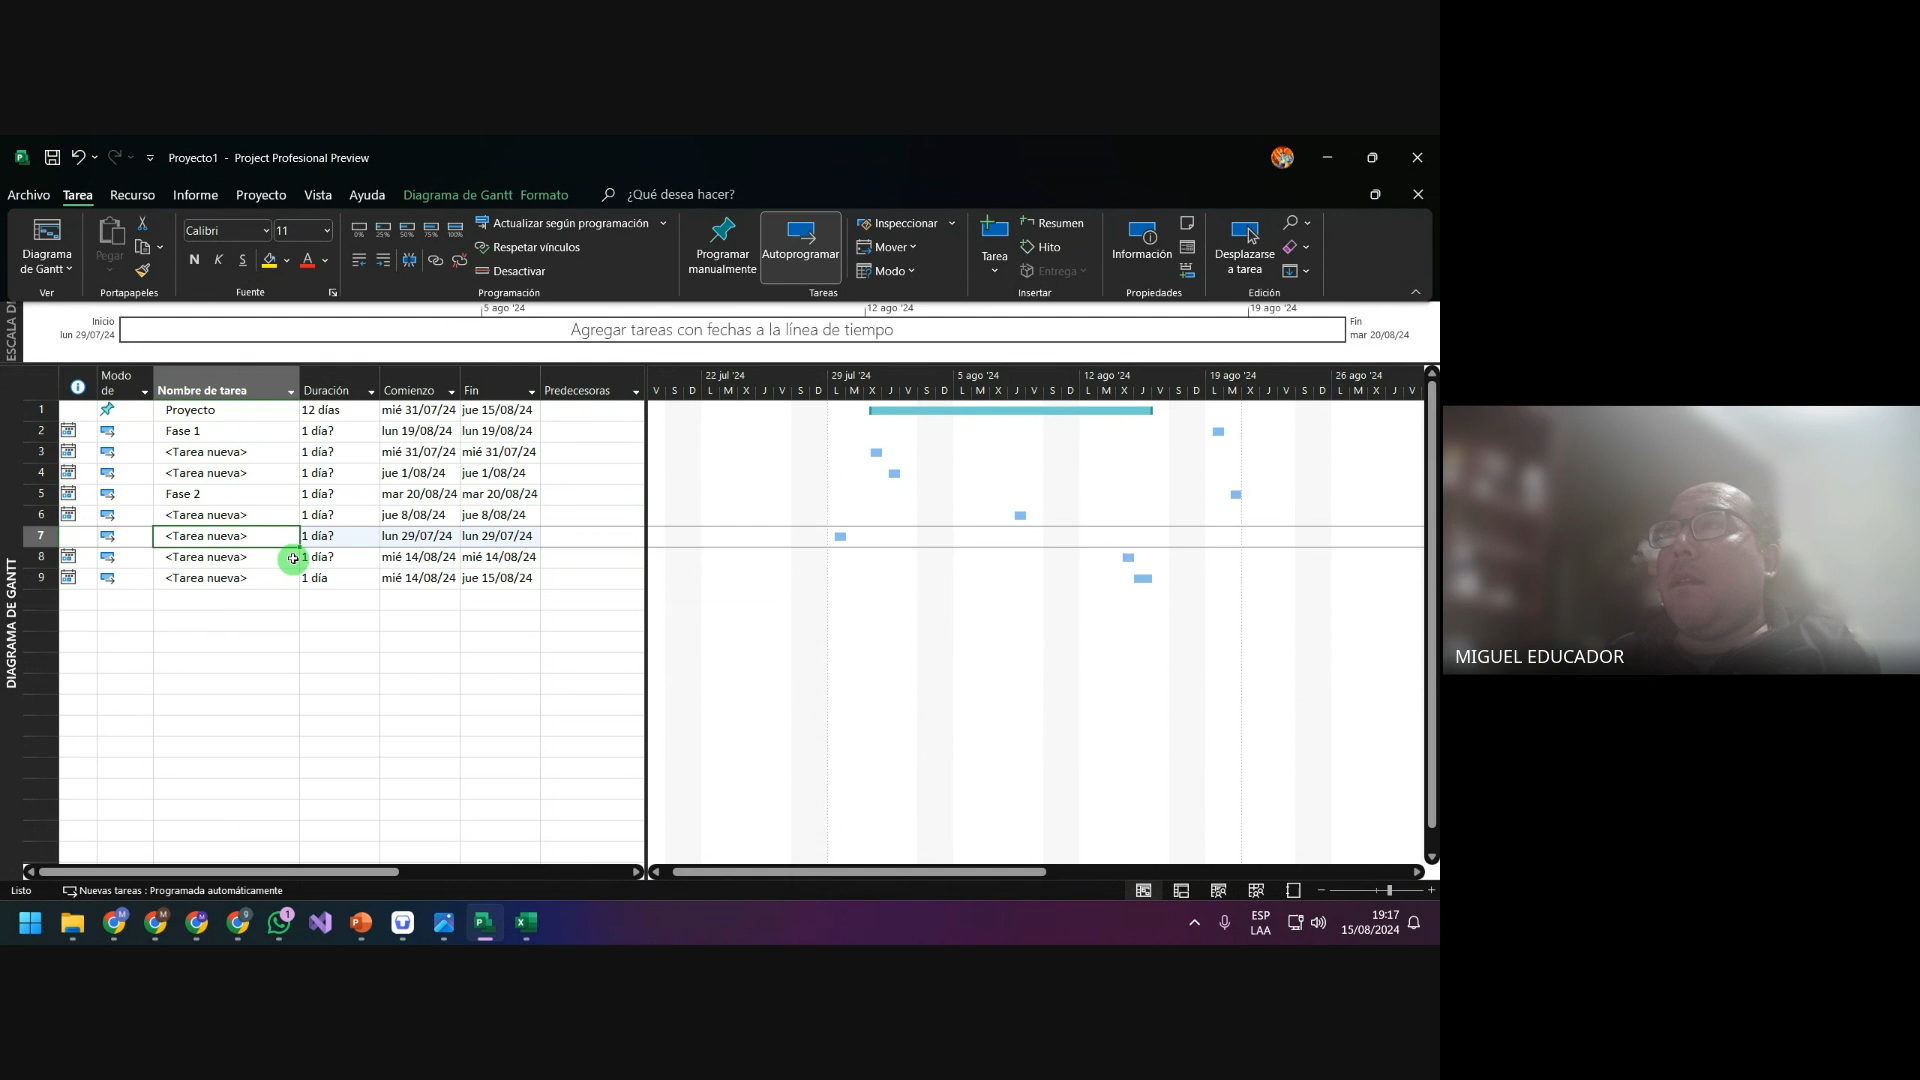 Proyecto1 - Project Profesional Preview
Archivo Tarea Recurso Informe Proyecto Vista Ayuda Diagrama de Gantt Formato ¿Qué desea hacer?
Diagrama de Gantt
Ver
Pegar
Portapapeles
Calibri 11
N K S A
Fuente
0% 25% 50% 75% 100%
Actualizar según programación
Respetar vínculos
Desactivar
Programación
Programar manualmente
Autoprogramar
Inspeccionar
Mover
Modo
Tareas
Tarea
Resumen
Hito
Entrega
Insertar
Información
Propiedades
Desplazarse a tarea
Edición
5 ago '24 12 ago '24 19 ago '24
Inicio
lun 29/07/24
Agregar tareas con fechas a la línea de tiempo
Fin
mar 20/08/24
Modo de Nombre de tarea Duración Comienzo Fin Predecesoras
22 jul '24 29 jul '24 5 ago '24 12 ago '24 19 ago '24 26 ago '24
V S D L M X J V S D L M X J V S D L M X J V S D L M X J V S D L M X J V S D L M X J V
1 Proyecto 12 días mié 31/07/24 jue 15/08/24
2 Fase 1 1 día? lun 19/08/24 lun 19/08/24
3 <Tarea nueva> 1 día? mié 31/07/24 mié 31/07/24
4 <Tarea nueva> 1 día? jue 1/08/24 jue 1/08/24
5 Fase 2 1 día? mar 20/08/24 mar 20/08/24
6 <Tarea nueva> 1 día? jue 8/08/24 jue 8/08/24
7 <Tarea nueva> 1 día? lun 29/07/24 lun 29/07/24
8 <Tarea nueva> día? mié 14/08/24 mié 14/08/24
9 <Tarea nueva> 1 día mié 14/08/24 jue 15/08/24
DIAGRAMA DE GANTT
MIGUEL EDUCADOR
Listo Nuevas tareas : Programada automáticamente
ESP
LAA
19:17
15/08/2024